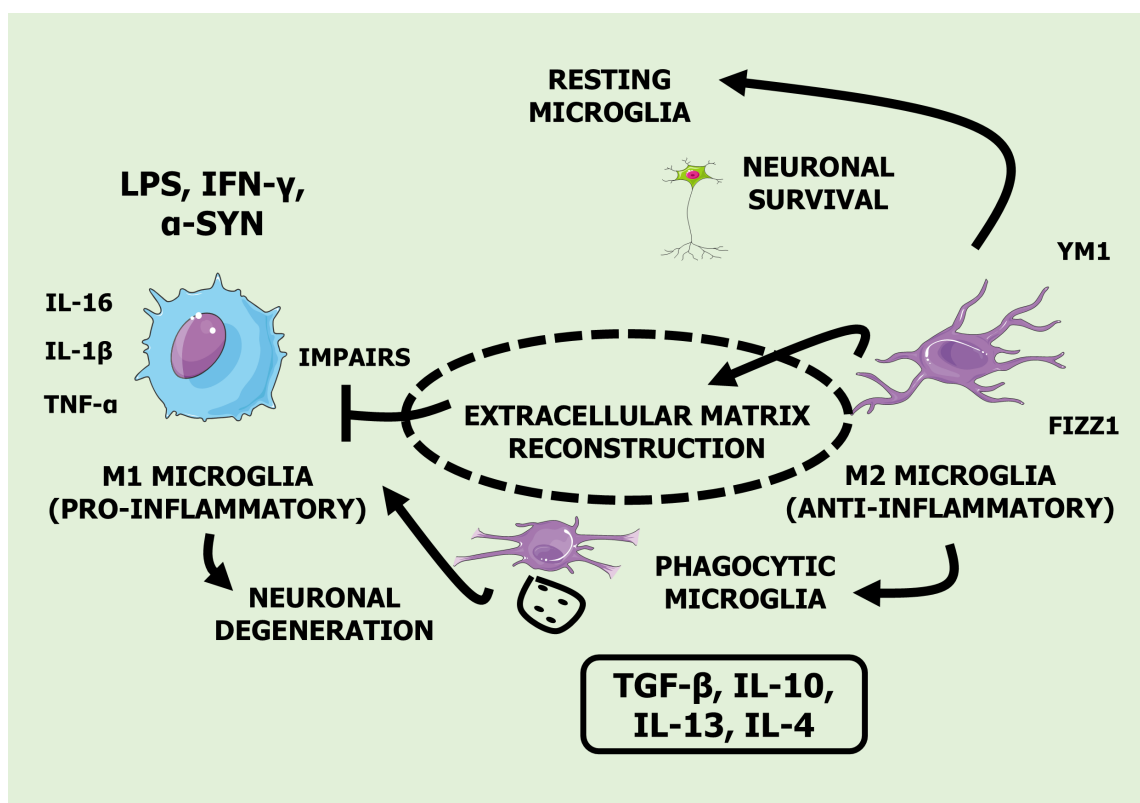 RESTING
MICROGLIA
NEURONAL
SURVIVAL
LPS, IFN-γ,
α-SYN
YM1
IL-16
IL-1β
TNF-α
IMPAIRS
EXTRACELLULAR MATRIX
RECONSTRUCTION
FIZZ1
M1 MICROGLIA
(PRO-INFLAMMATORY)
M2 MICROGLIA
(ANTI-INFLAMMATORY)
NEURONAL
DEGENERATION
PHAGOCYTIC
MICROGLIA
TGF-β, IL-10,
IL-13, IL-4